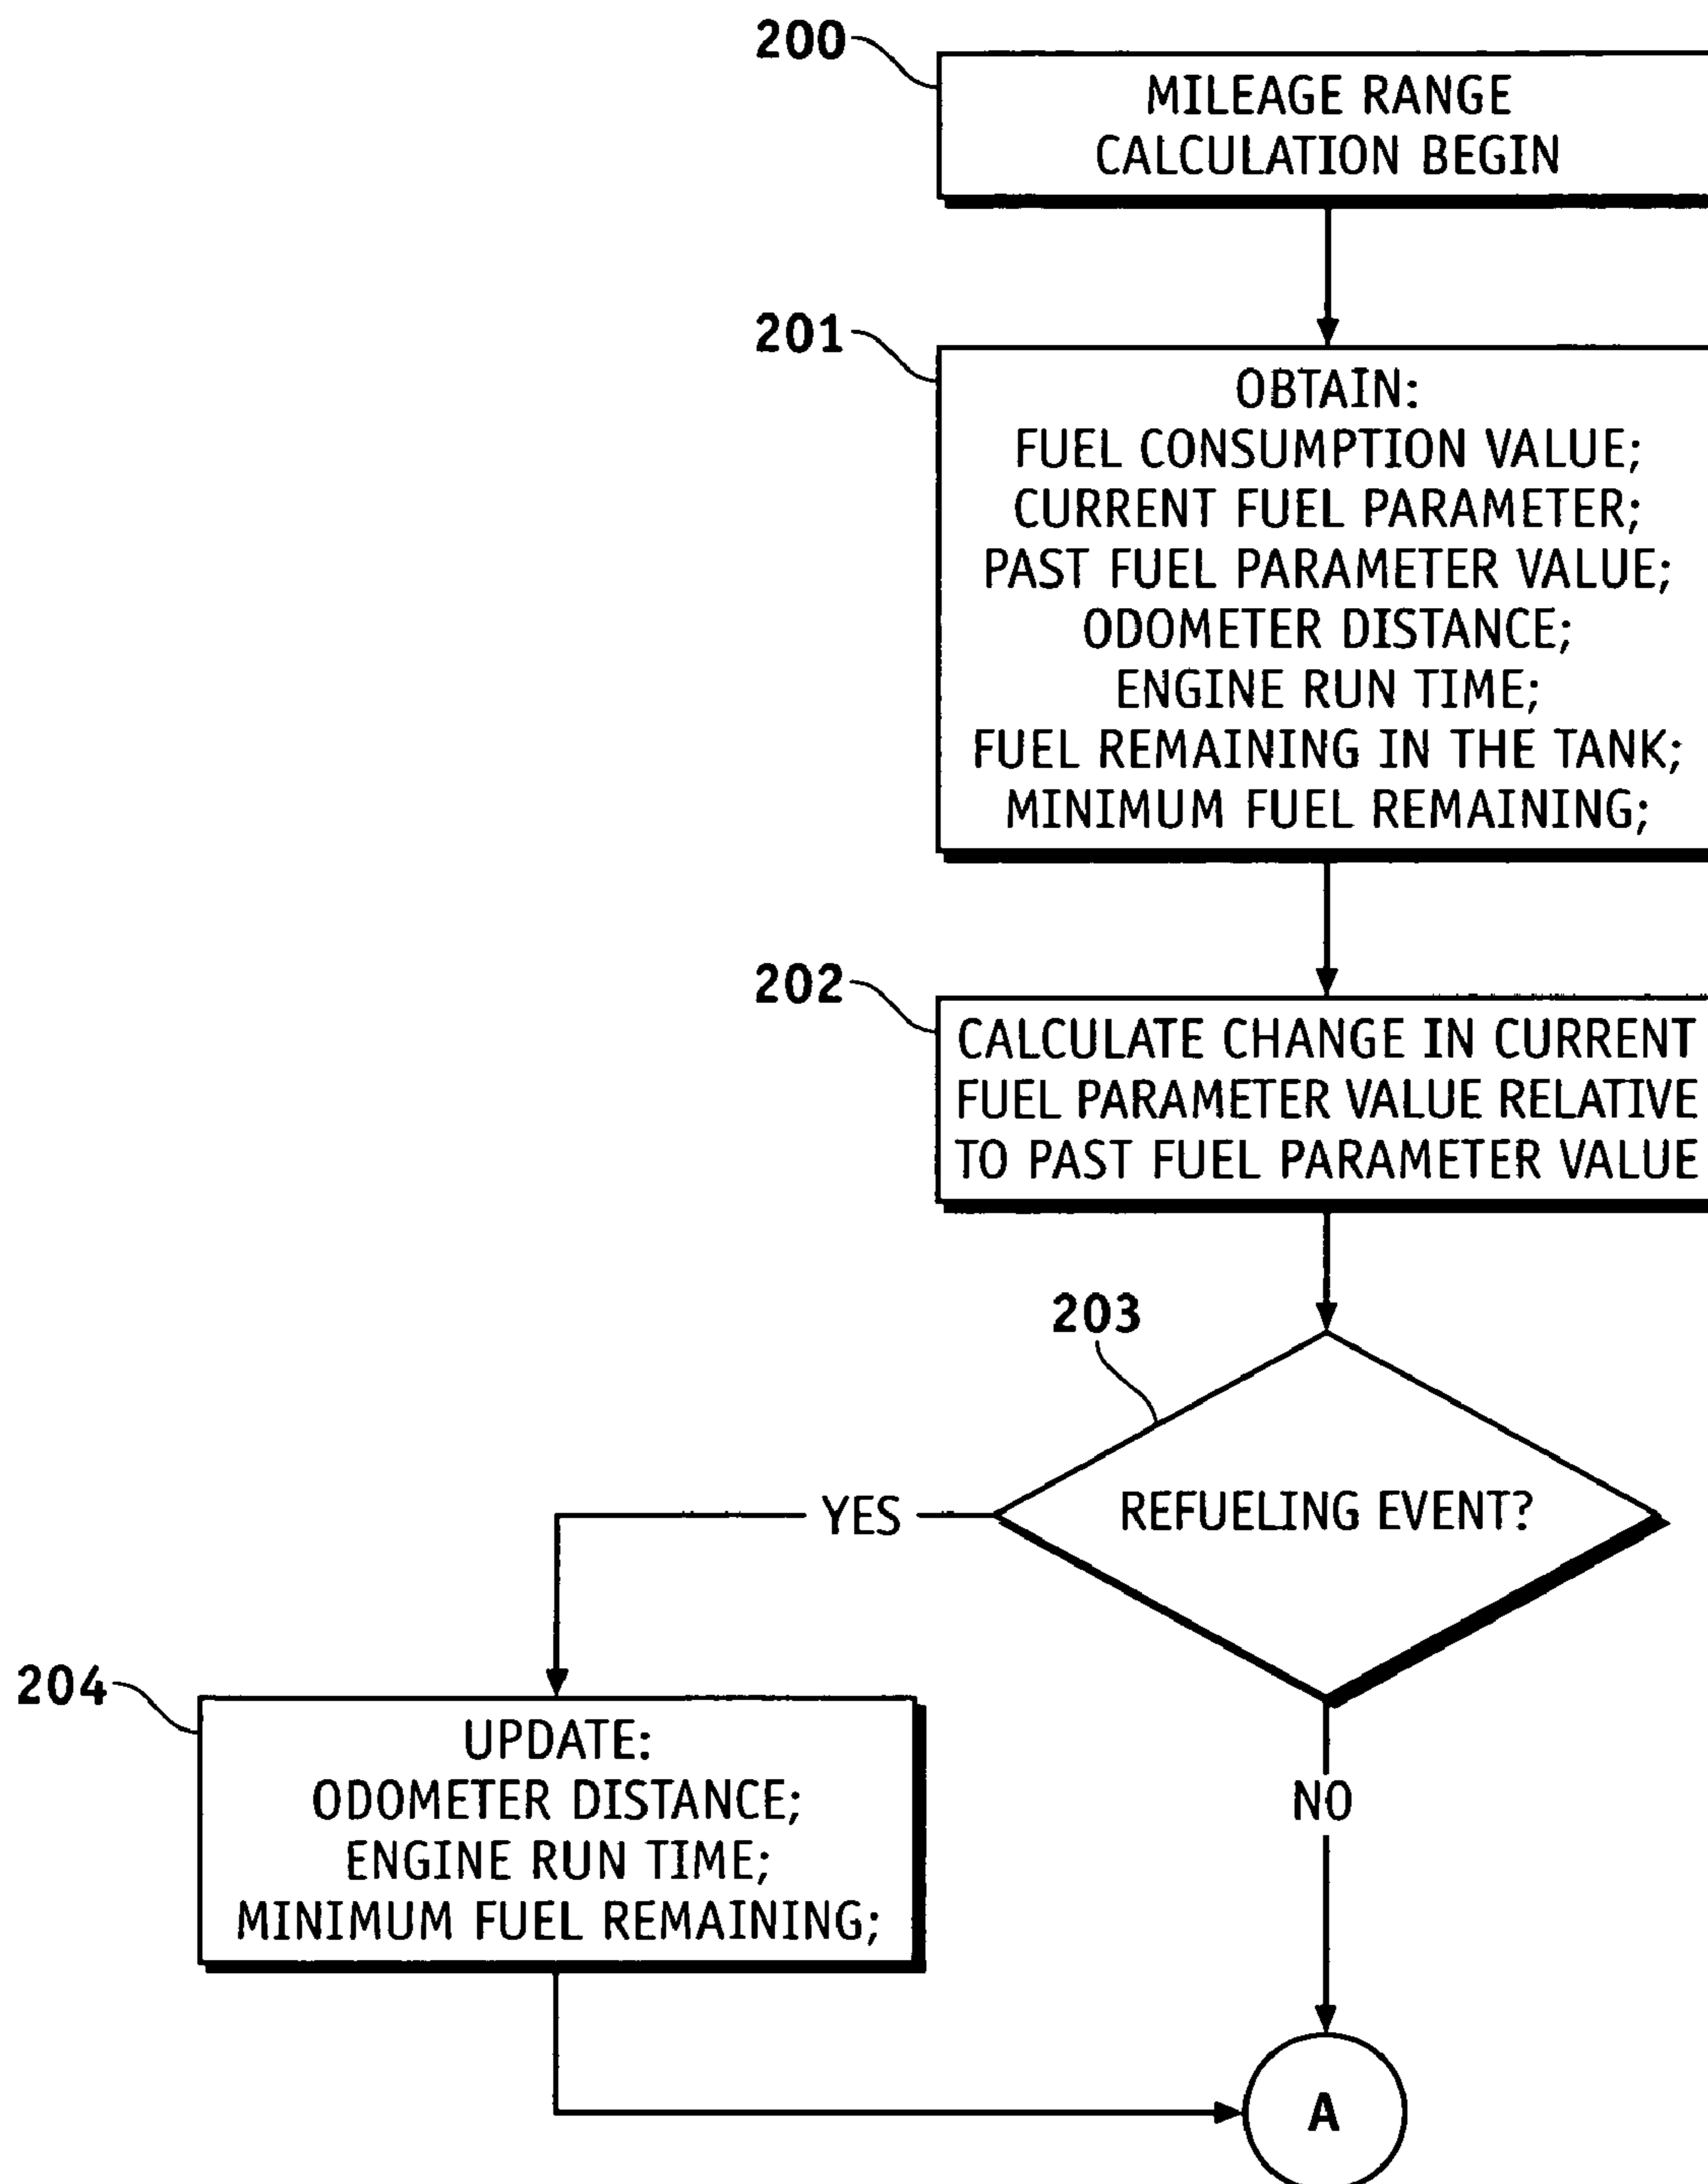 200
MILEAGE RANGE
CALCULATION BEGIN
201
OBTAIN:
FUEL CONSUMPTION VALUE;
CURRENT FUEL PARAMETER;
PAST FUEL PARAMETER VALUE;
ODOMETER DISTANCE;
ENGINE RUN TIME;
FUEL REMAINING IN THE TANK;
MINIMUM FUEL REMAINING;
202
CALCULATE CHANGE IN CURRENT
FUEL PARAMETER VALUE RELATIVE
TO PAST FUEL PARAMETER VALUE
203
REFUELING EVENT?
YES
204
UPDATE:
ODOMETER DISTANCE;
ENGINE RUN TIME;
MINIMUM FUEL REMAINING;
NO
A